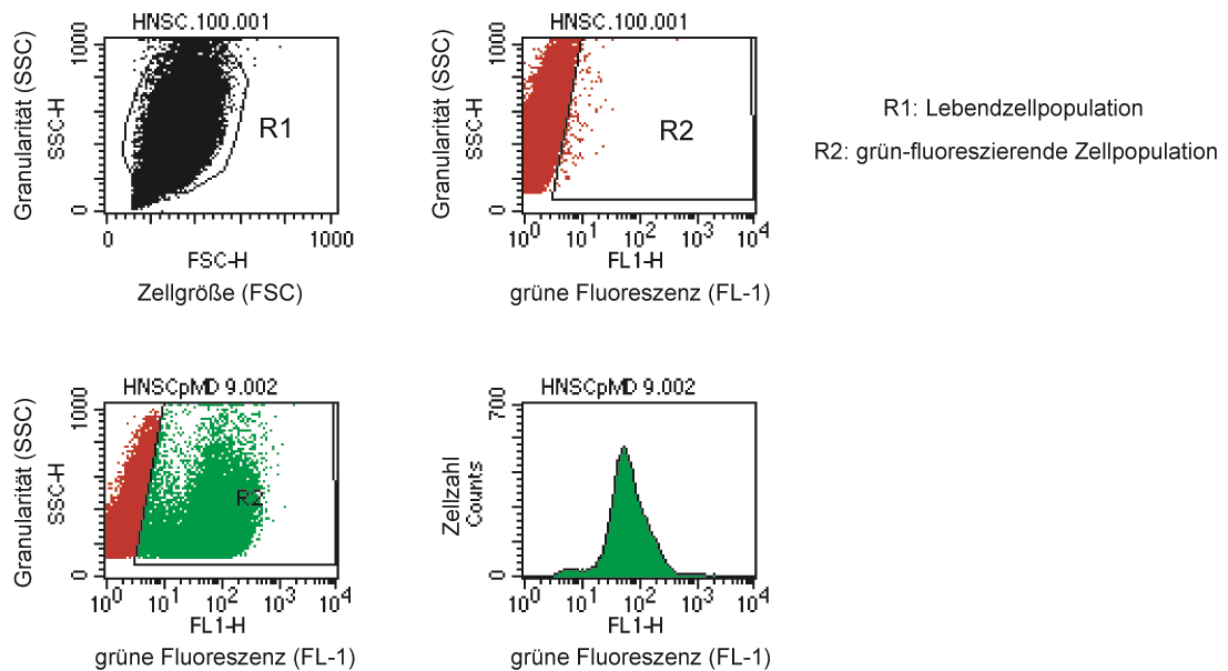 HNSC.100.001
Granularität (SSC)
SSC-H
1000
0
R1
0
1000
FSC-H
Zellgröße (FSC)
HNSC.100.001
Granularität (SSC)
SSC-H
1000
0
R2
10⁰ 10¹ 10² 10³ 10⁴
FL1-H
grüne Fluoreszenz (FL-1)
R1: Lebendzellpopulation
R2: grün-fluoreszierende Zellpopulation
HNSCpMD 9.002
Granularität (SSC)
SSC-H
1000
0
R2
10⁰ 10¹ 10² 10³ 10⁴
FL1-H
grüne Fluoreszenz (FL-1)
HNSCpMD 9.002
Zellzahl
Counts
700
0
10⁰ 10¹ 10² 10³ 10⁴
FL1-H
grüne Fluoreszenz (FL-1)